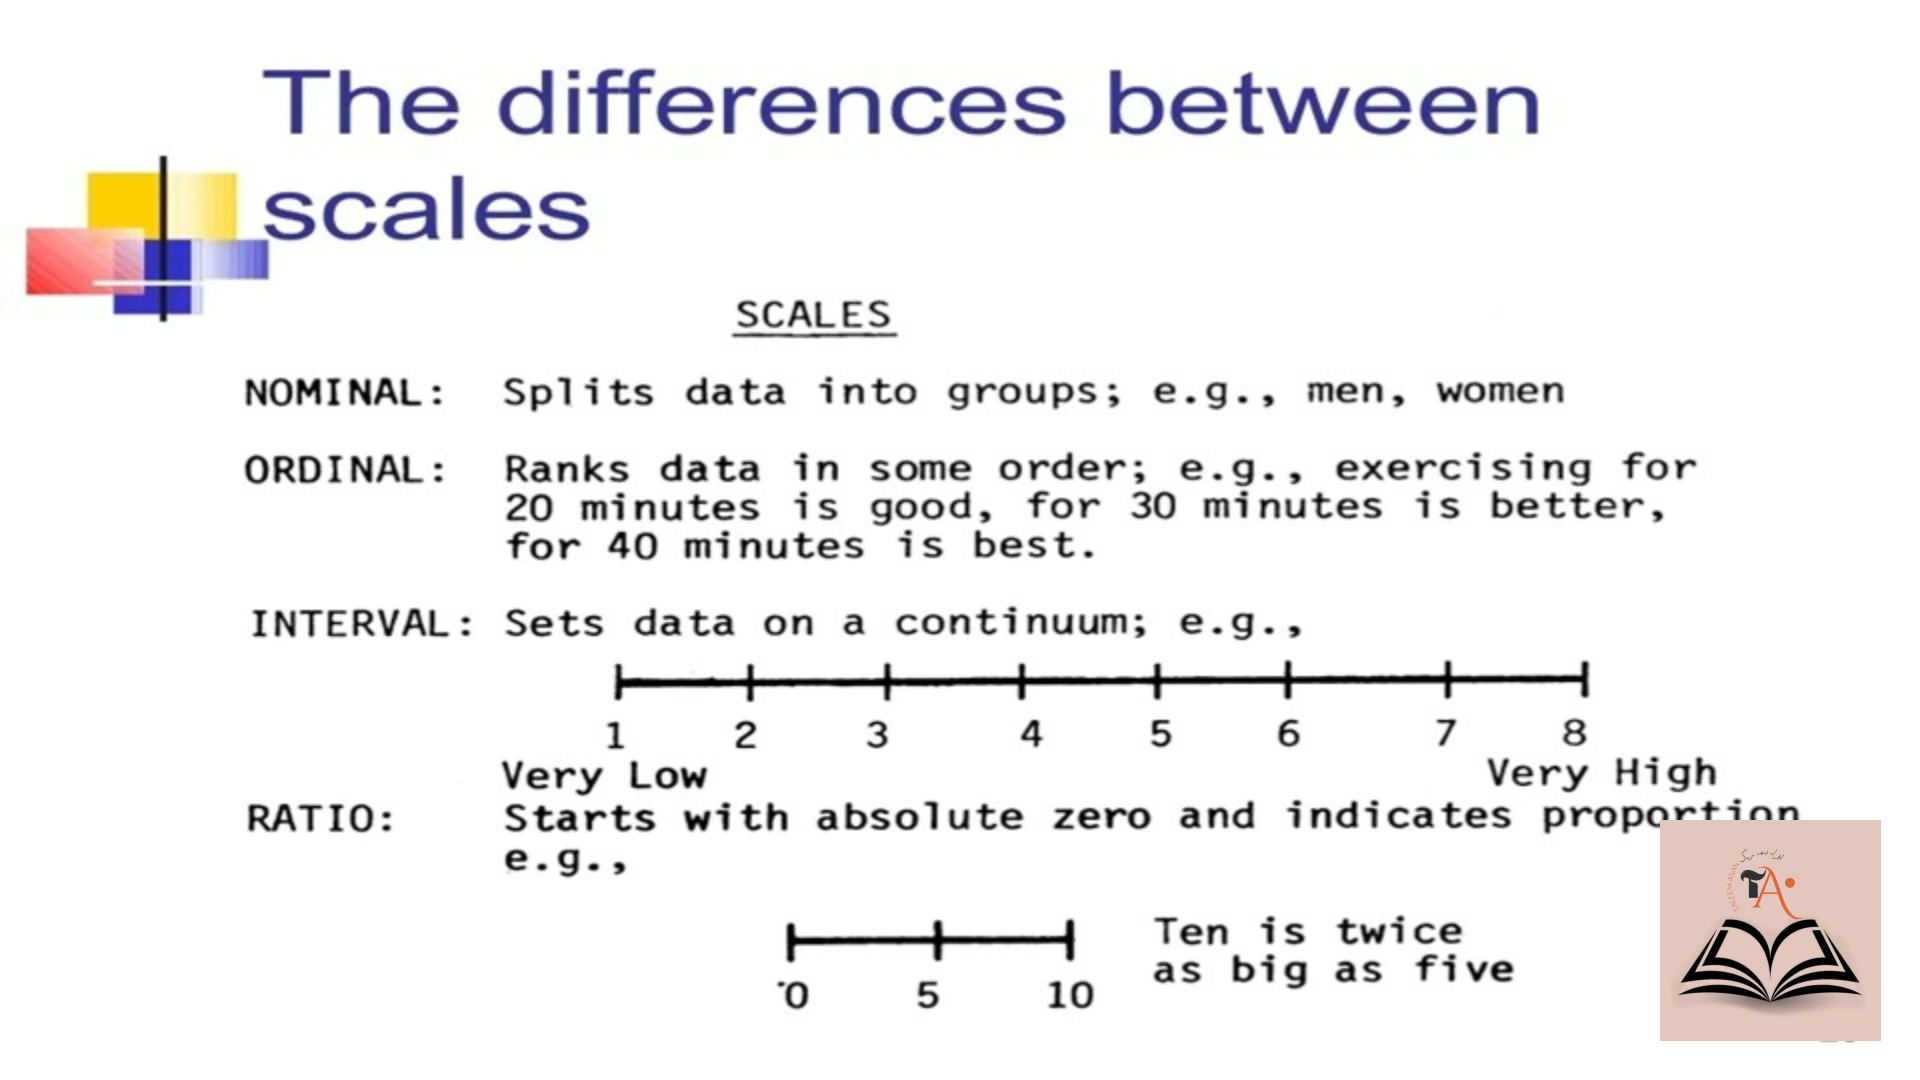 The differences between
scales
SCALES
NOMINAL: Splits data into groups; e.g., men, women
ORDINAL: Ranks data in some order; e.g., exercising for
20 minutes is good, for 30 minutes is better,
for 40 minutes is best.
INTERVAL: Sets data on a continuum; e.g.,
1 2 3 4 5 6 7 8
Very Low Very High
RATIO: Starts with absolute zero and indicates proportion
e.g.,
0 5 10
Ten is twice
as big as five
TA